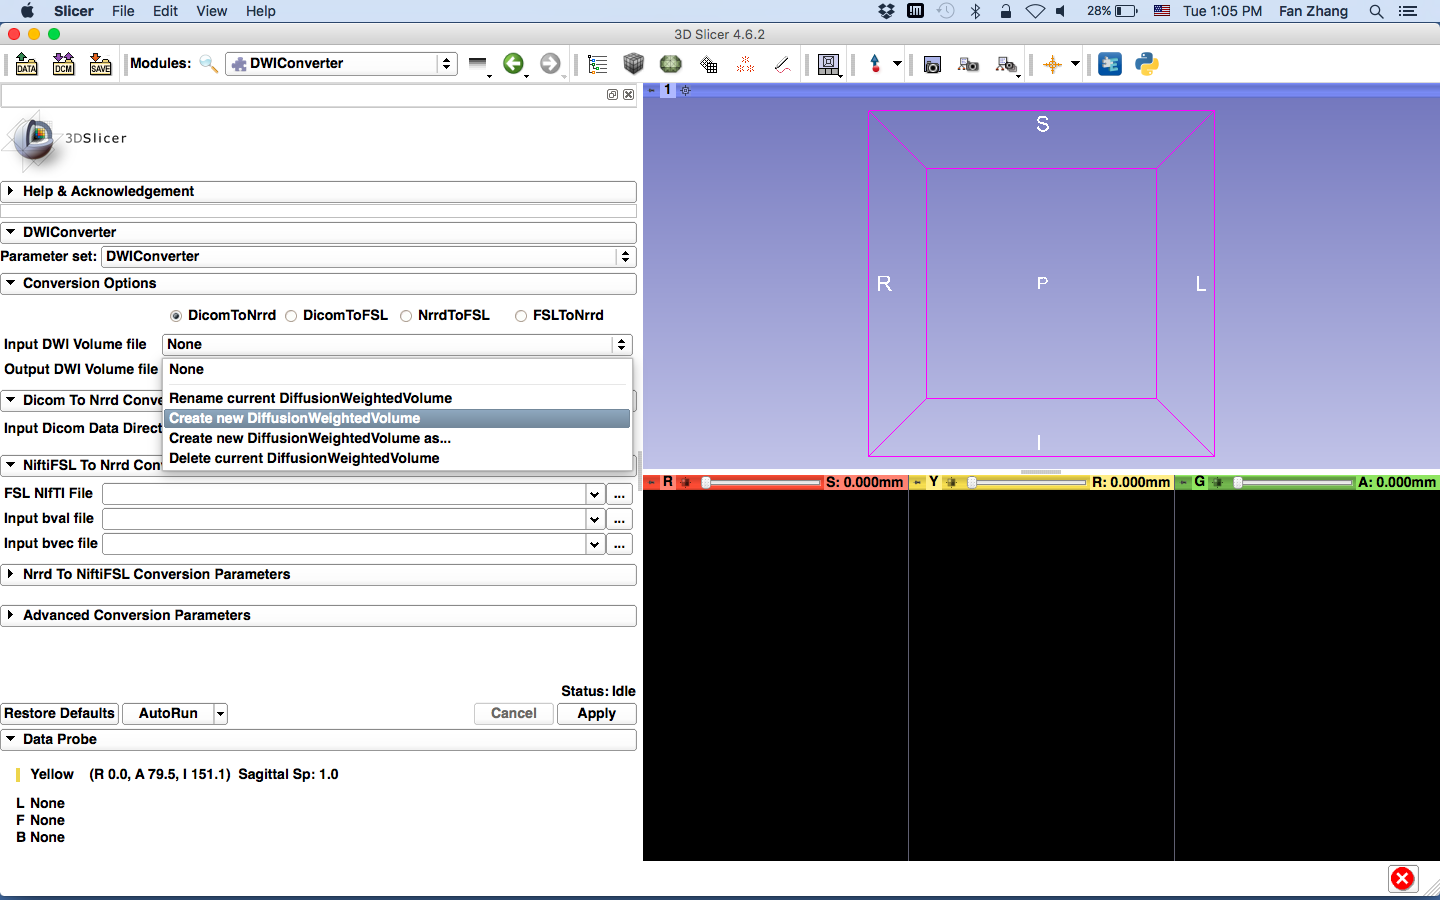 Slicer File Edit View Help 28% Tue 1:05 PM Fan Zhang
3D Slicer 4.6.2
DATA DCM SAVE Modules: DWIConverter
1
3DSlicer
S
Help & Acknowledgement
DWIConverter
Parameter set: DWIConverter
Conversion Options
R P L
DicomToNrrd DicomToFSL NrrdToFSL FSLToNrrd
Input DWI Volume file None
Output DWI Volume file None
Rename current DiffusionWeightedVolume
Dicom To Nrrd Conve
Create new DiffusionWeightedVolume
Input Dicom Data Direct
Create new DiffusionWeightedVolume as...
Delete current DiffusionWeightedVolume
I
NiftiFSL To Nrrd Con
R S: 0.000mm Y R: 0.000mm G A: 0.000mm
FSL NIfTI File ...
Input bval file ...
Input bvec file ...
Nrrd To NiftiFSL Conversion Parameters
Advanced Conversion Parameters
Status: Idle
Restore Defaults AutoRun Cancel Apply
Data Probe
Yellow (R 0.0, A 79.5, I 151.1) Sagittal Sp: 1.0
L None
F None
B None